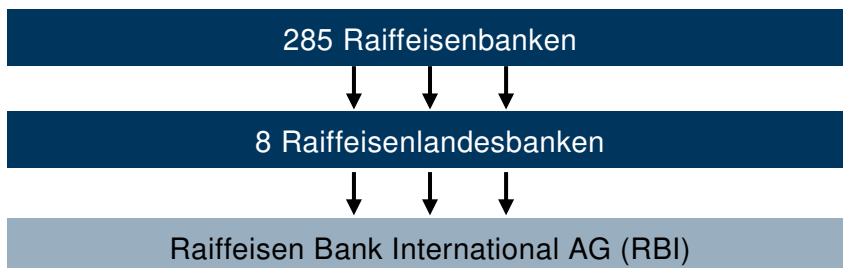 285 Raiffeisenbanken
8 Raiffeisenlandesbanken
Raiffeisen Bank International AG (RBI)